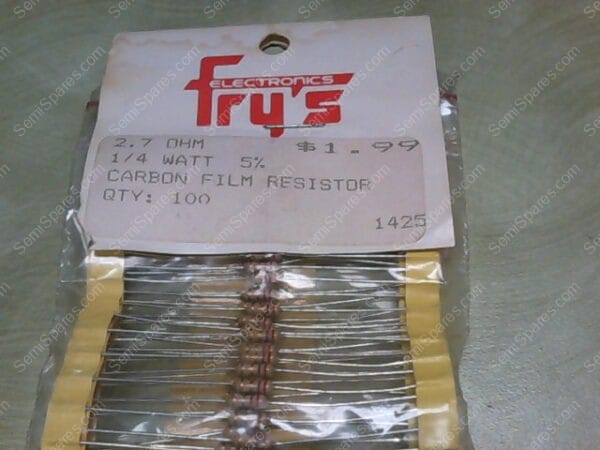 ELECTRONICS
fry's
2.7 OHM $1.99
1/4 WATT 5%
CARBON FILM RESISTOR
QTY: 100
1425
SemiSpares.com